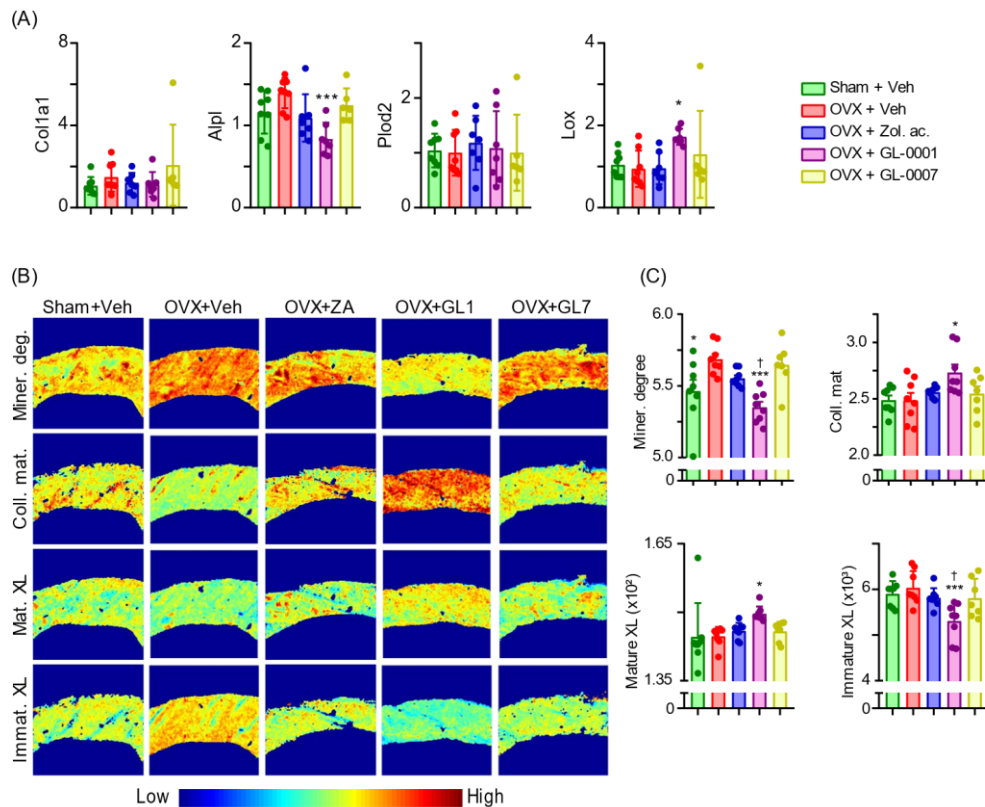 (A)
Col1a1
8
4
0
Alpl
2
1
0
***
Plod2
2
1
0
Lox
4
2
0
*
Sham + Veh
OVX + Veh
OVX + Zol. ac.
OVX + GL-0001
OVX + GL-0007
(B)
Sham+Veh OVX+Veh OVX+ZA OVX+GL1 OVX+GL7
Miner. deg.
Coll. mat.
Mat. XL
Immat. XL
Low High
(C)
Miner. degree
6.0
5.5
5.0
0
*
†
***
Coll. mat
3.0
2.5
2.0
0
*
Mature XL (x10²)
1.65
1.35
0
*
Immature XL (x10³)
6
4
0
†
***